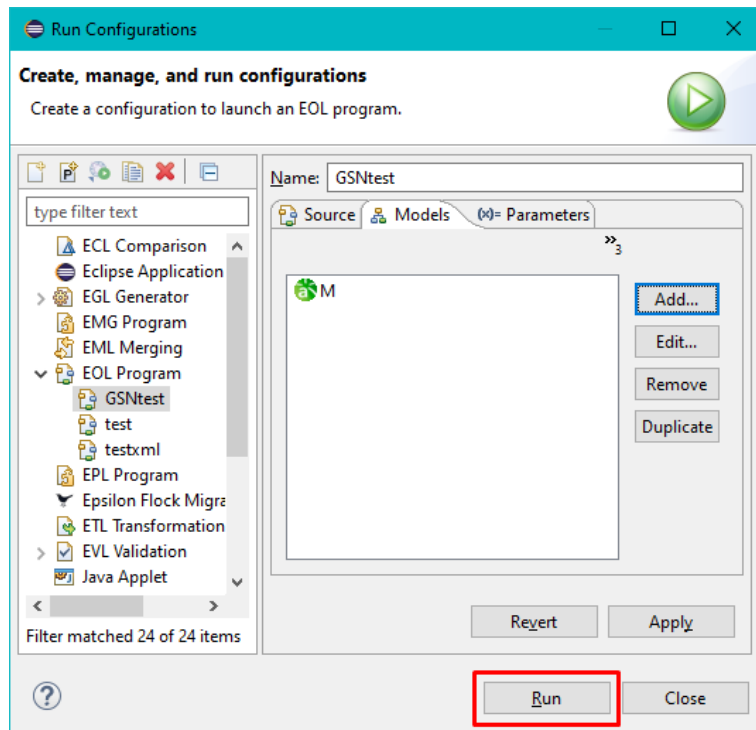 Run Configurations
Create, manage, and run configurations
Create a configuration to launch an EOL program.
type filter text
ECL Comparison
Eclipse Application
EGL Generator
EMG Program
EML Merging
EOL Program
GSNtest
test
testxml
EPL Program
Epsilon Flock Migra
ETL Transformation
EVL Validation
Java Applet
Filter matched 24 of 24 items
Name: GSNtest
Source Models (x)= Parameters
»3
M
Add...
Edit...
Remove
Duplicate
Revert Apply
Run Close